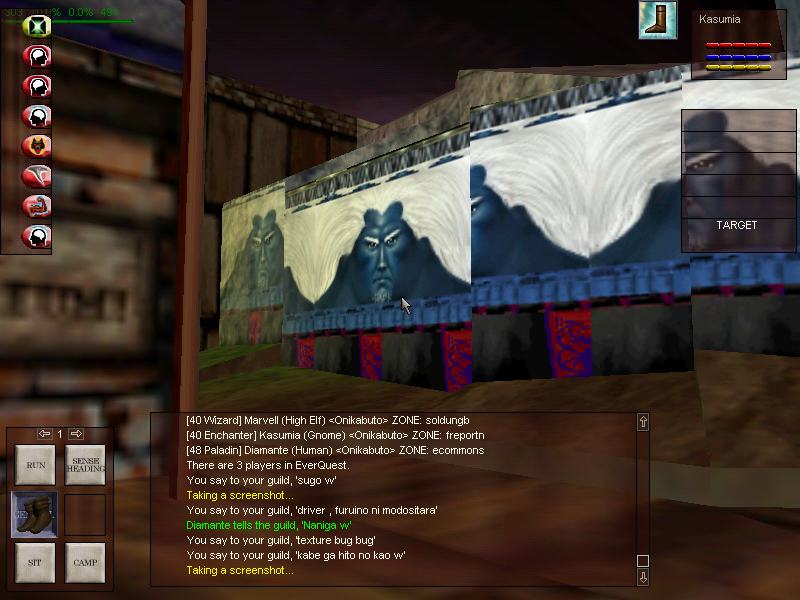 Kasumia
TARGET
1
RUN
SENSE
HEADING
SIT
CAMP
[40 Wizard] Marvell (High Elf) <Onikabuto> ZONE: soldungb
[40 Enchanter] Kasumia (Gnome) <Onikabuto> ZONE: freportn
[48 Paladin] Diamante (Human) <Onikabuto> ZONE: ecommons
There are 3 players in EverQuest.
You say to your guild, 'sugo w'
Taking a screenshot...
You say to your guild, 'driver , furuino ni modositara'
Diamante tells the guild, 'Naniga w'
You say to your guild, 'texture bug bug'
You say to your guild, 'kabe ga hito no kao w'
Taking a screenshot...